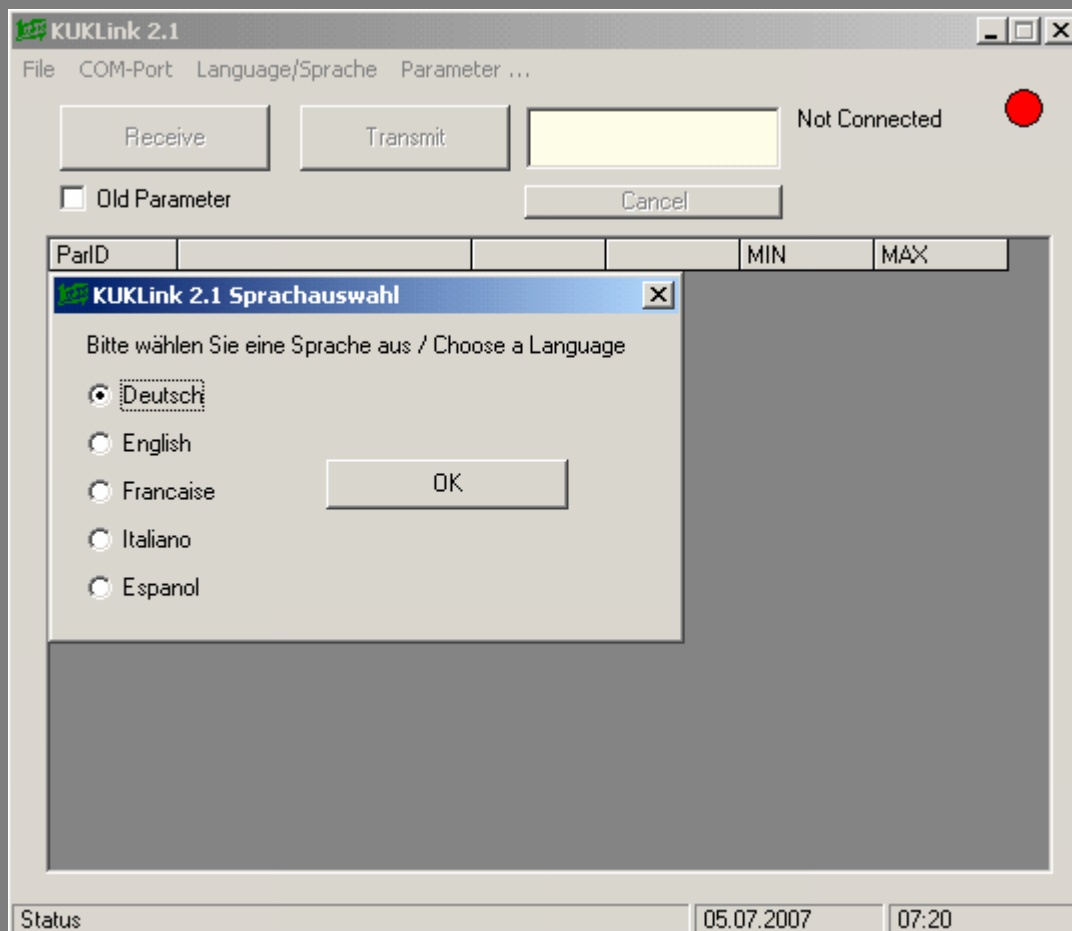 KUKLink 2.1
File COM-Port Language/Sprache Parameter ...
Receive Transmit Not Connected
Old Parameter Cancel
ParID MIN MAX
KUKLink 2.1 Sprachauswahl
Bitte wählen Sie eine Sprache aus / Choose a Language
Deutsch
English
Francaise
OK
Italiano
Espanol
Status 05.07.2007 07:20